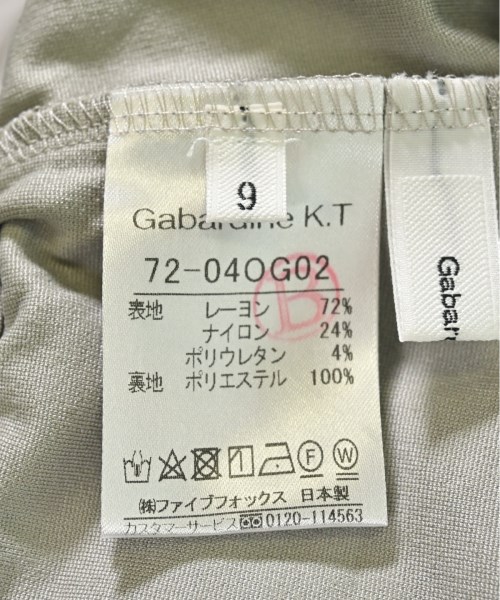 9
Gabardine K.T
72-04OG02
表地 レーヨン 72%
ナイロン 24%
ポリウレタン 4%
裏地 ポリエステル 100%
B
F W
㈱ファイブフォックス 日本製
カスタマーサービス 0120-114563
Gabar